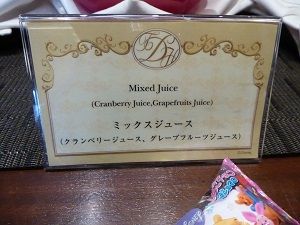 Mixed Juice
(Cranberry Juice,Grapefruits Juice)
ミックスジュース
(クランベリージュース、グレープフルーツジュース)